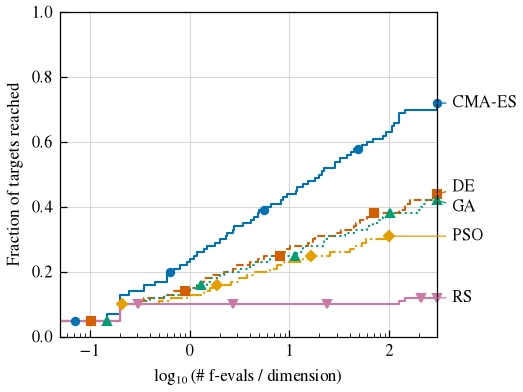 1.0
0.8
0.6
0.4
0.2
0.0
Fraction of targets reached
CMA-ES
DE
GA
PSO
RS
−1 0 1 2
log₁₀ (# f-evals / dimension)